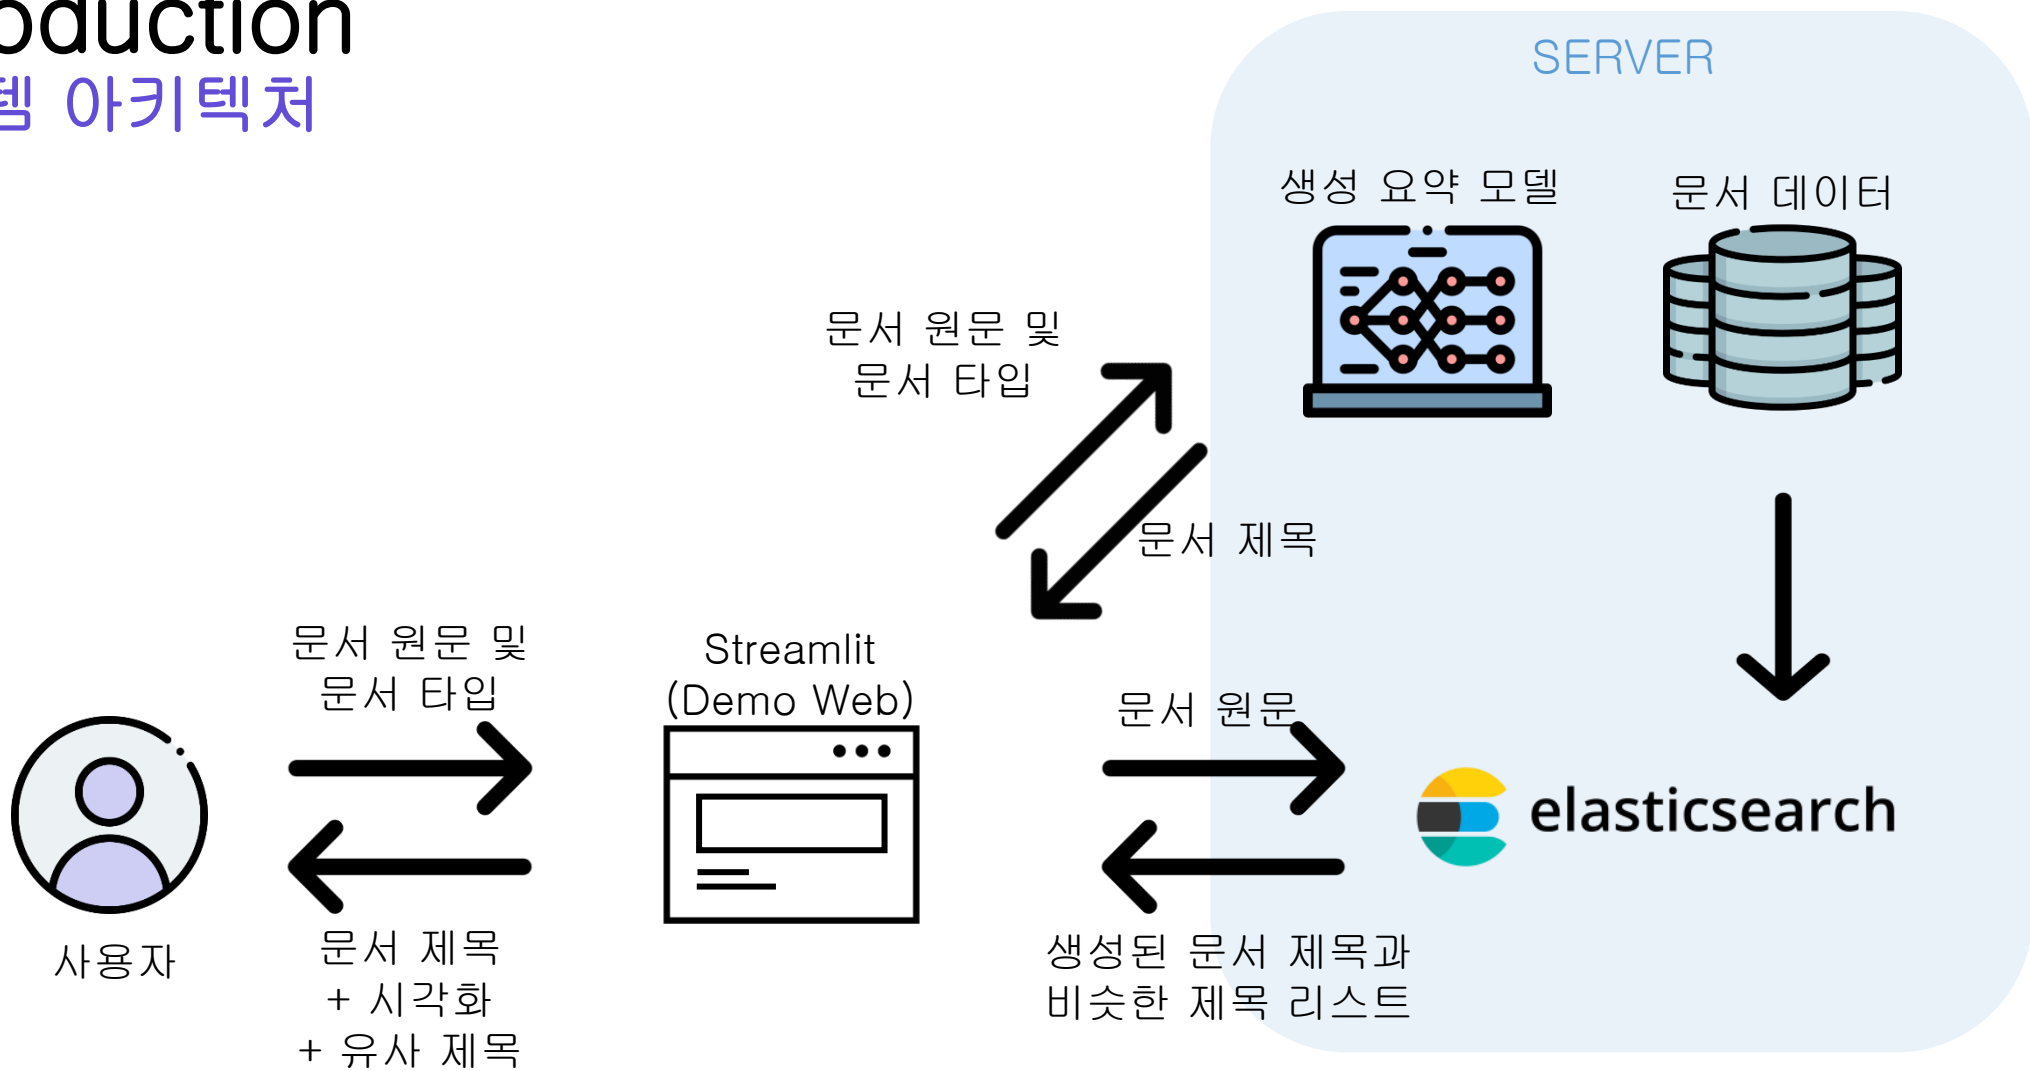 oduction
템 아키텍처
SERVER
생성 요약 모델
문서 데이터
문서 원문 및
문서 타입
문서 제목
문서 원문 및
문서 타입
Streamlit
(Demo Web)
문서 원문
elasticsearch
사용자
문서 제목
+ 시각화
+ 유사 제목
생성된 문서 제목과
비슷한 제목 리스트